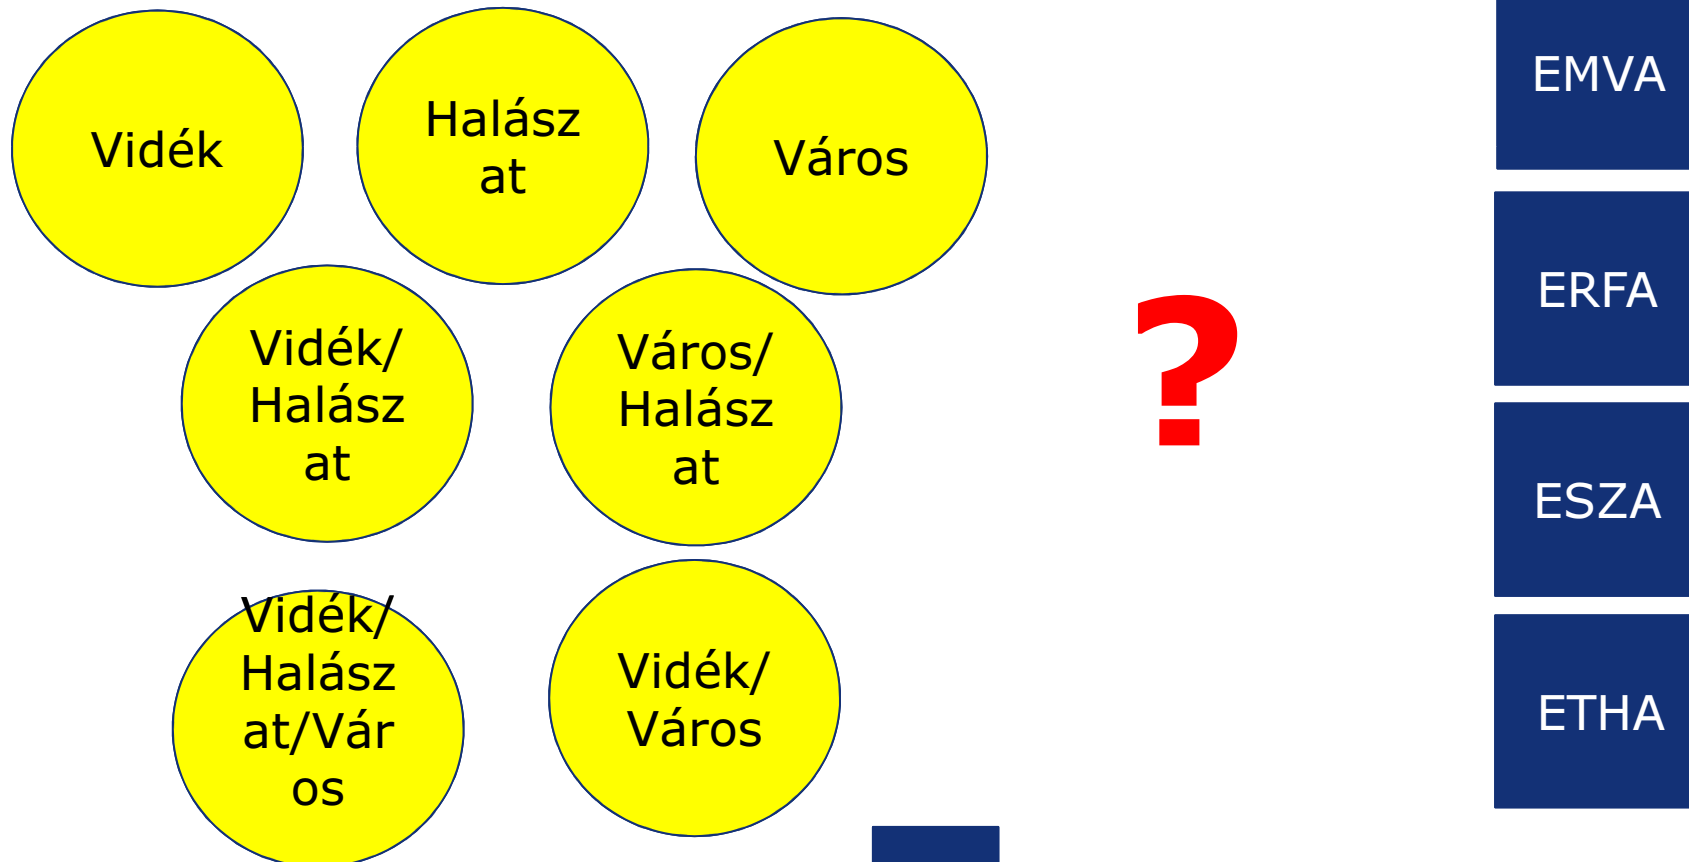 Vidék
Halász
at
Város
Vidék/
Halász
at
Város/
Halász
at
Vidék/
Halász
at/Vár
os
Vidék/
Város
?
EMVA
ERFA
ESZA
ETHA